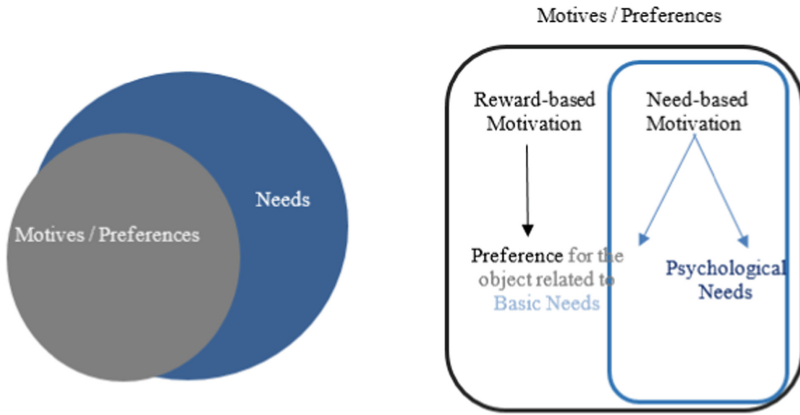 Motives / Preferences
Needs
Motives / Preferences
Reward-based
Motivation
Need-based
Motivation
Preference for the
object related to
Basic Needs
Psychological
Needs